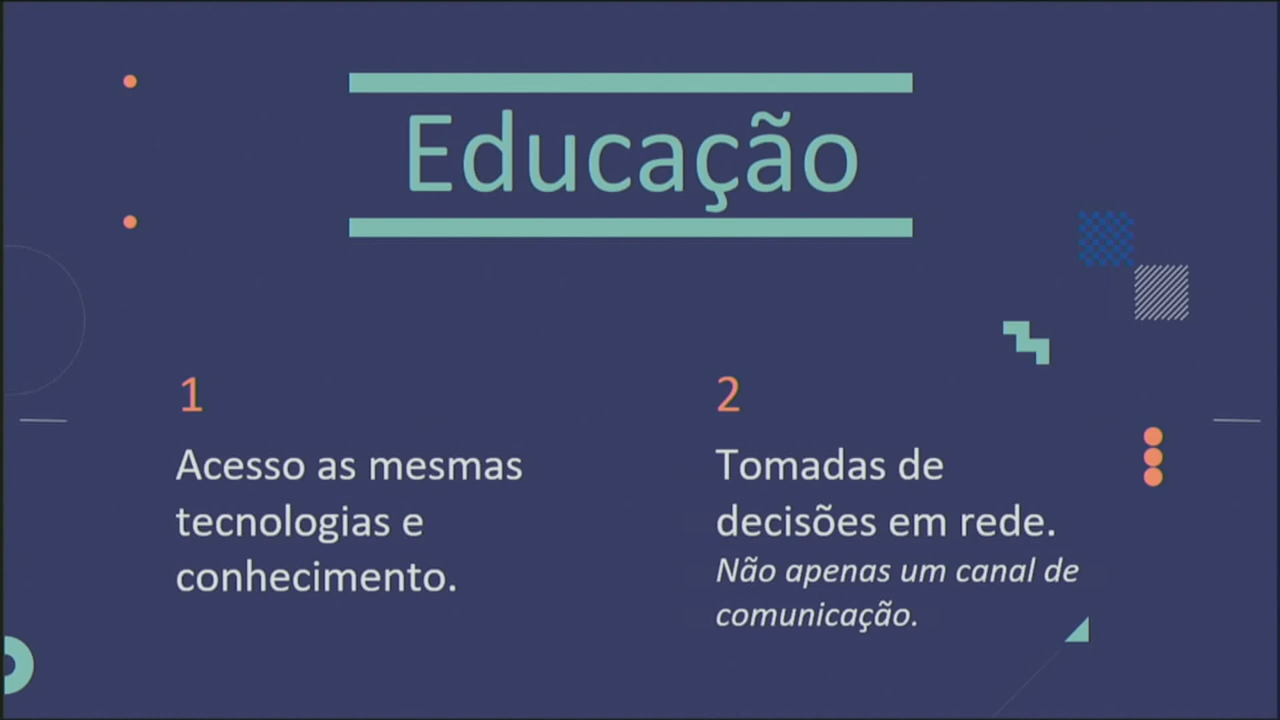 Educação
1
Acesso as mesmas
tecnologias e
conhecimento.
2
Tomadas de
decisões em rede.
Não apenas um canal de
comunicação.